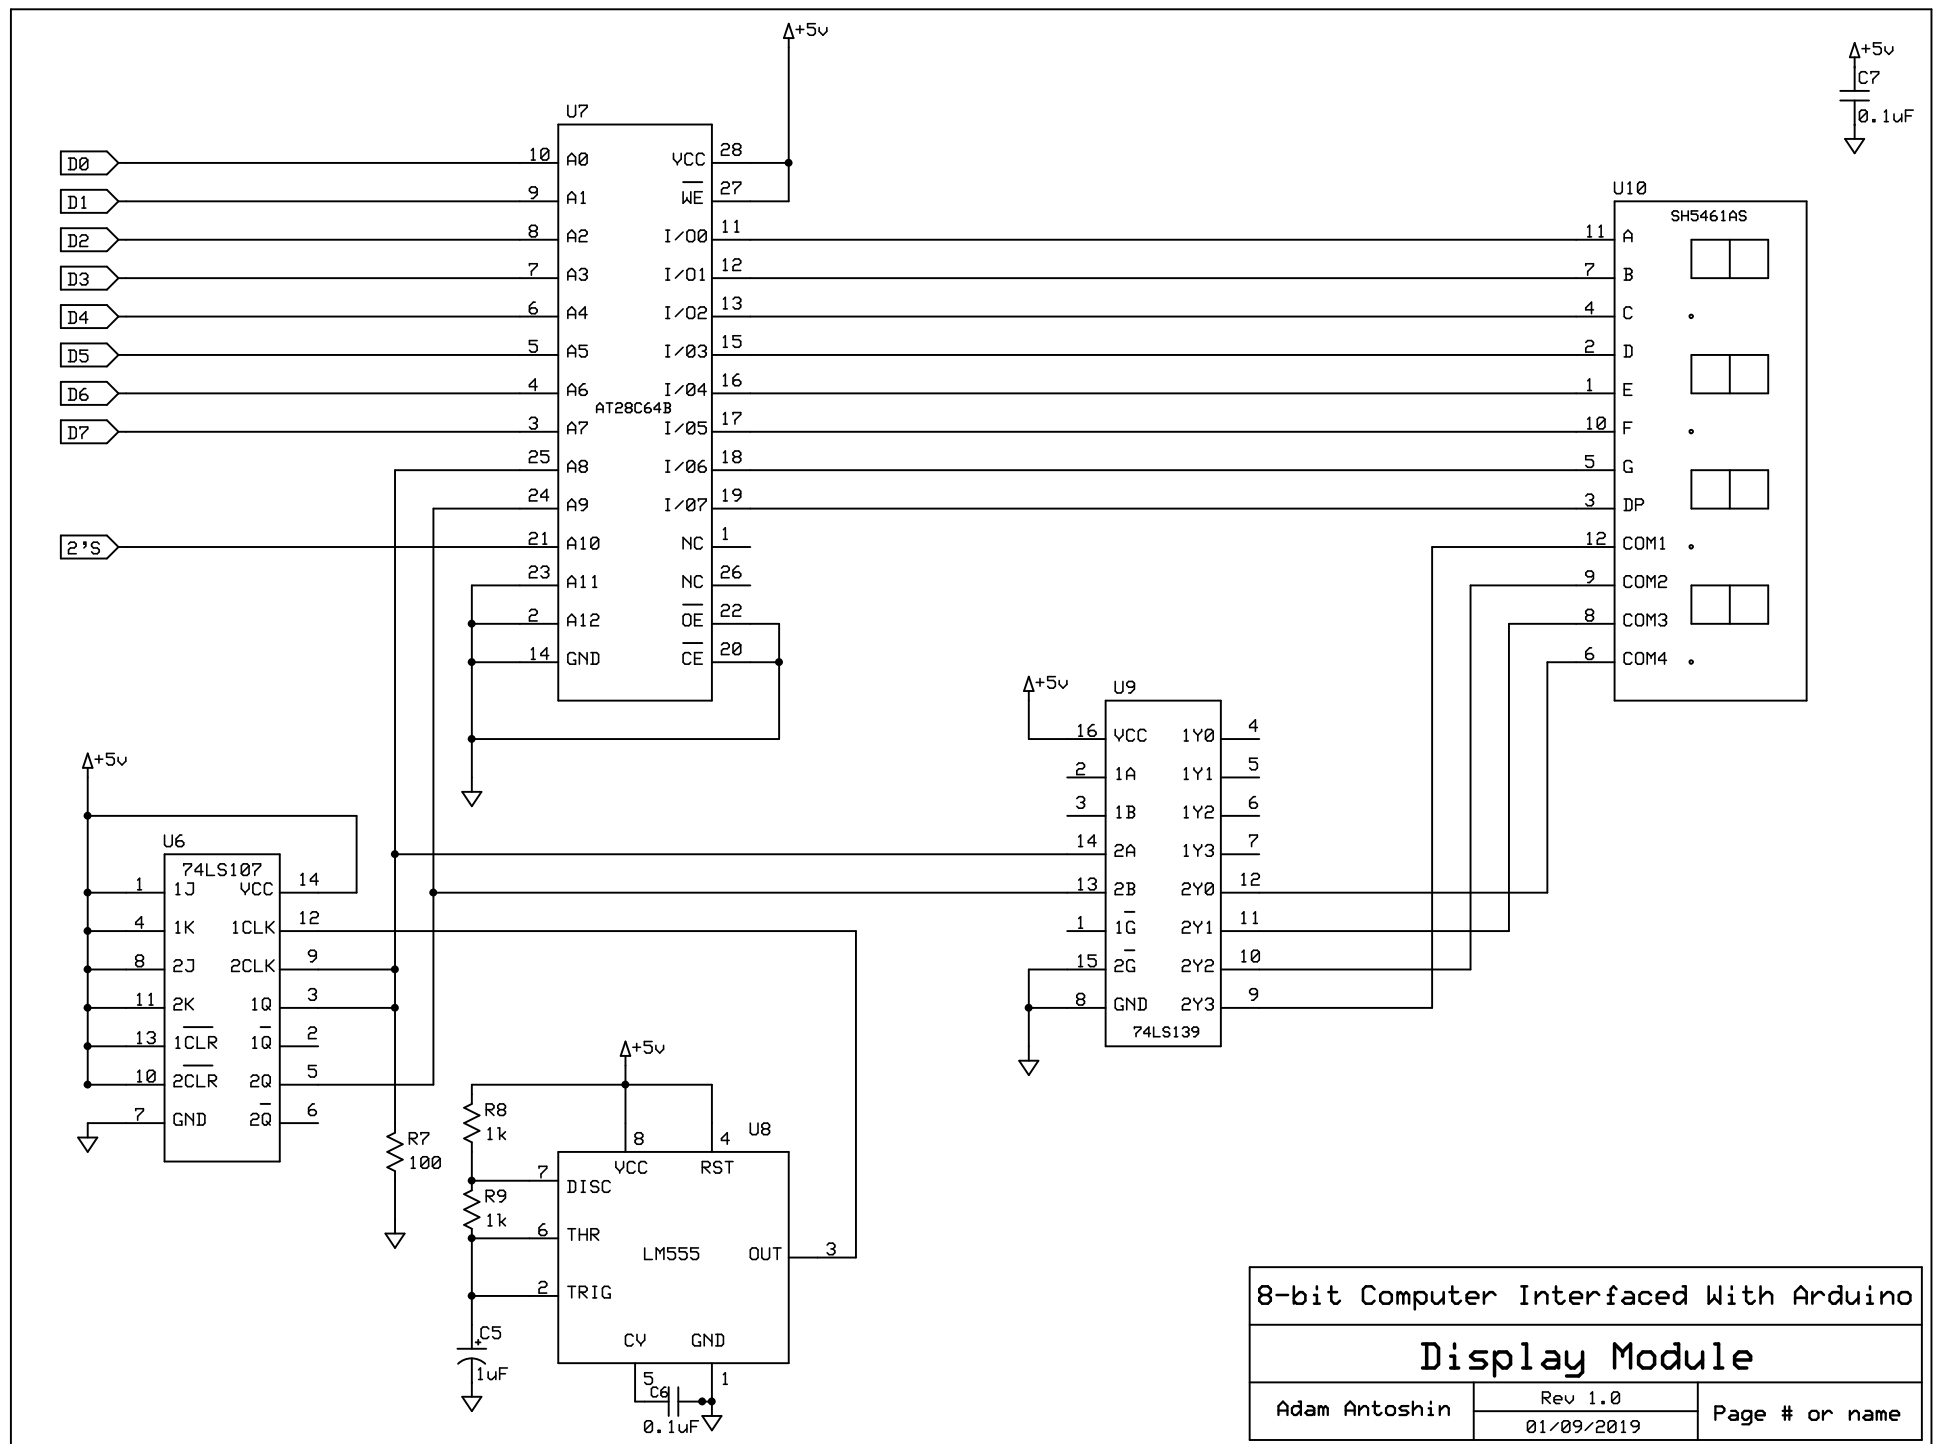 +5v
+5v
C7
0.1uF
U7
D0
D1
D2
D3
D4
D5
D6
D7
2'S
10 A0 VCC 28
9 A1 WE 27
8 A2 I/O0 11
7 A3 I/O1 12
6 A4 I/O2 13
5 A5 I/03 15
4 A6 I/04 16
AT28C64B
3 A7 I/05 17
25 A8 I/06 18
24 A9 I/07 19
21 A10 NC 1
23 A11 NC 26
2 A12 OE 22
14 GND CE 20
U10
SH5461AS
11 A
7 B
4 C
2 D
1 E
10 F
5 G
3 DP
12 COM1
9 COM2
8 COM3
6 COM4
+5v
U9
16 VCC 1Y0 4
2 1A 1Y1 5
3 1B 1Y2 6
14 2A 1Y3 7
13 2B 2Y0 12
1 1G 2Y1 11
15 2G 2Y2 10
8 GND 2Y3 9
74LS139
+5v
U6
74LS107
1 1J VCC 14
4 1K 1CLK 12
8 2J 2CLK 9
11 2K 1Q 3
13 1CLR 1Q 2
10 2CLR 2Q 5
7 GND 2Q 6
R7
100
+5v
R8
1k
U8
8 4
VCC RST
7 DISC
R9
1k
6 THR
LM555 OUT 3
2 TRIG
CV GND
C5
+
1uF
5 1
C6
0.1uF
8-bit Computer Interfaced With Arduino
Display Module
Adam Antoshin
Rev 1.0
01/09/2019
Page # or name